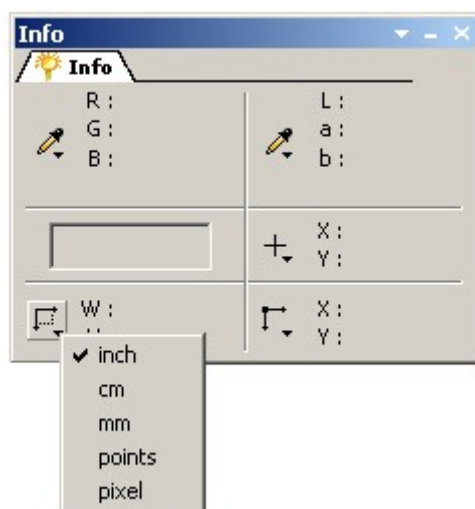 Info
Info
R :
G :
B :
L :
a :
b :
X :
Y :
W :
X :
Y :
inch
cm
mm
points
pixel